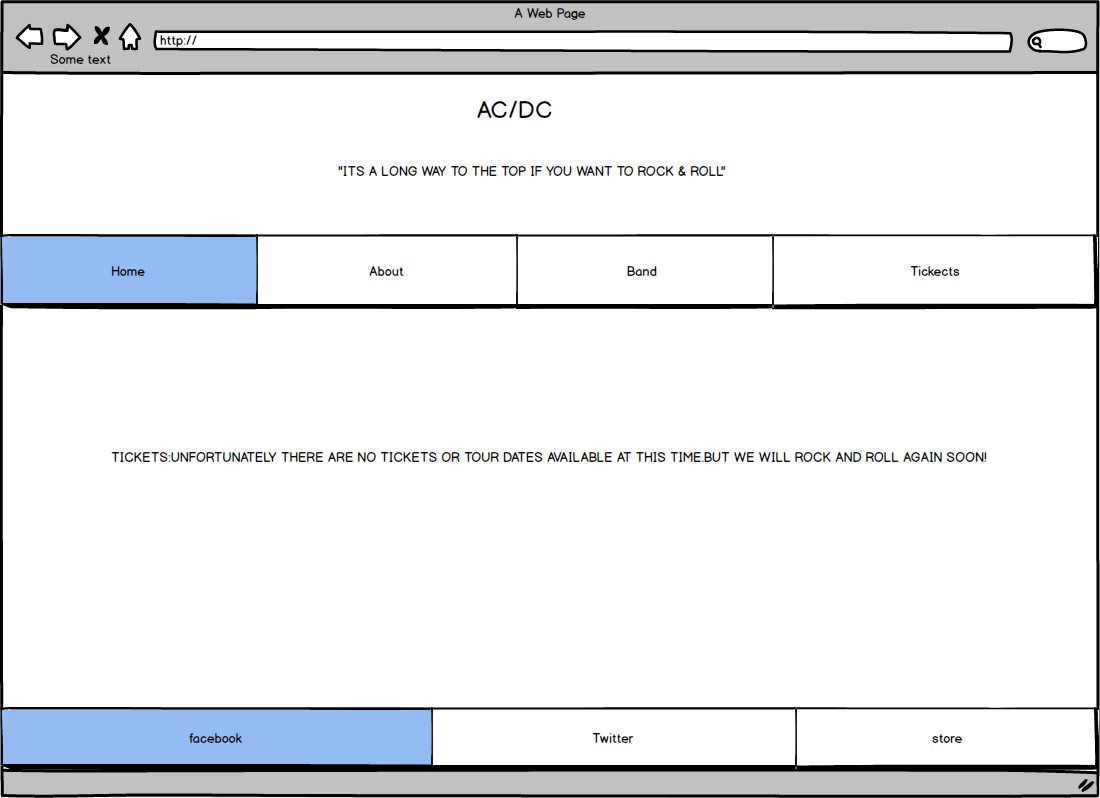 A Web Page
http://
Some text
AC/DC
"ITS A LONG WAY TO THE TOP IF YOU WANT TO ROCK & ROLL"
Home About Band Tickects
TICKETS:UNFORTUNATELY THERE ARE NO TICKETS OR TOUR DATES AVAILABLE AT THIS TIME.BUT WE WILL ROCK AND ROLL AGAIN SOON!
facebook Twitter store